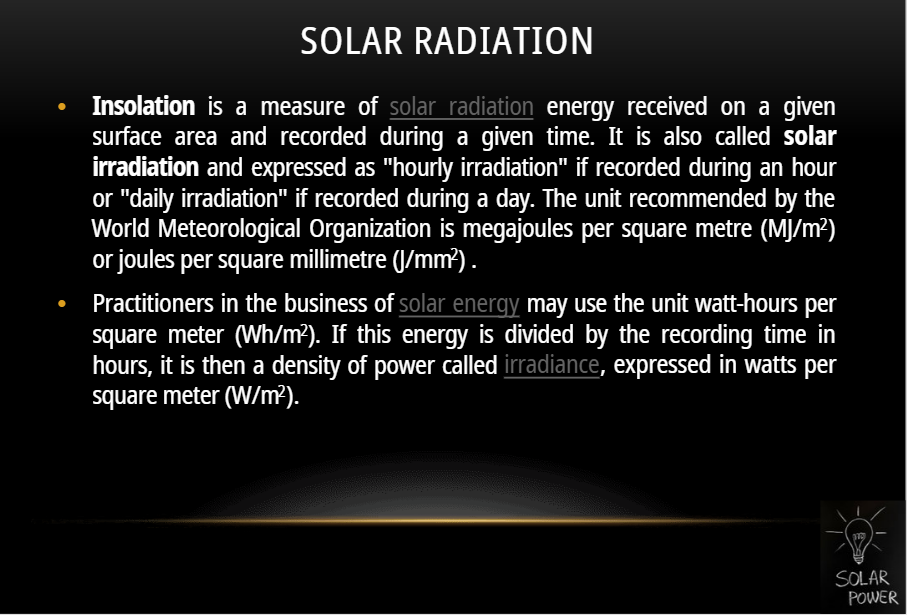 SOLAR RADIATION
• Insolation is a measure of solar radiation energy received on a given
surface area and recorded during a given time. It is also called solar
irradiation and expressed as "hourly irradiation" if recorded during an hour
or "daily irradiation" if recorded during a day. The unit recommended by the
World Meteorological Organization is megajoules per square metre (MJ/m²)
or joules per square millimetre (J/mm²) .
• Practitioners in the business of solar energy may use the unit watt-hours per
square meter (Wh/m²). If this energy is divided by the recording time in
hours, it is then a density of power called irradiance, expressed in watts per
square meter (W/m²).
SOLAR
POWER